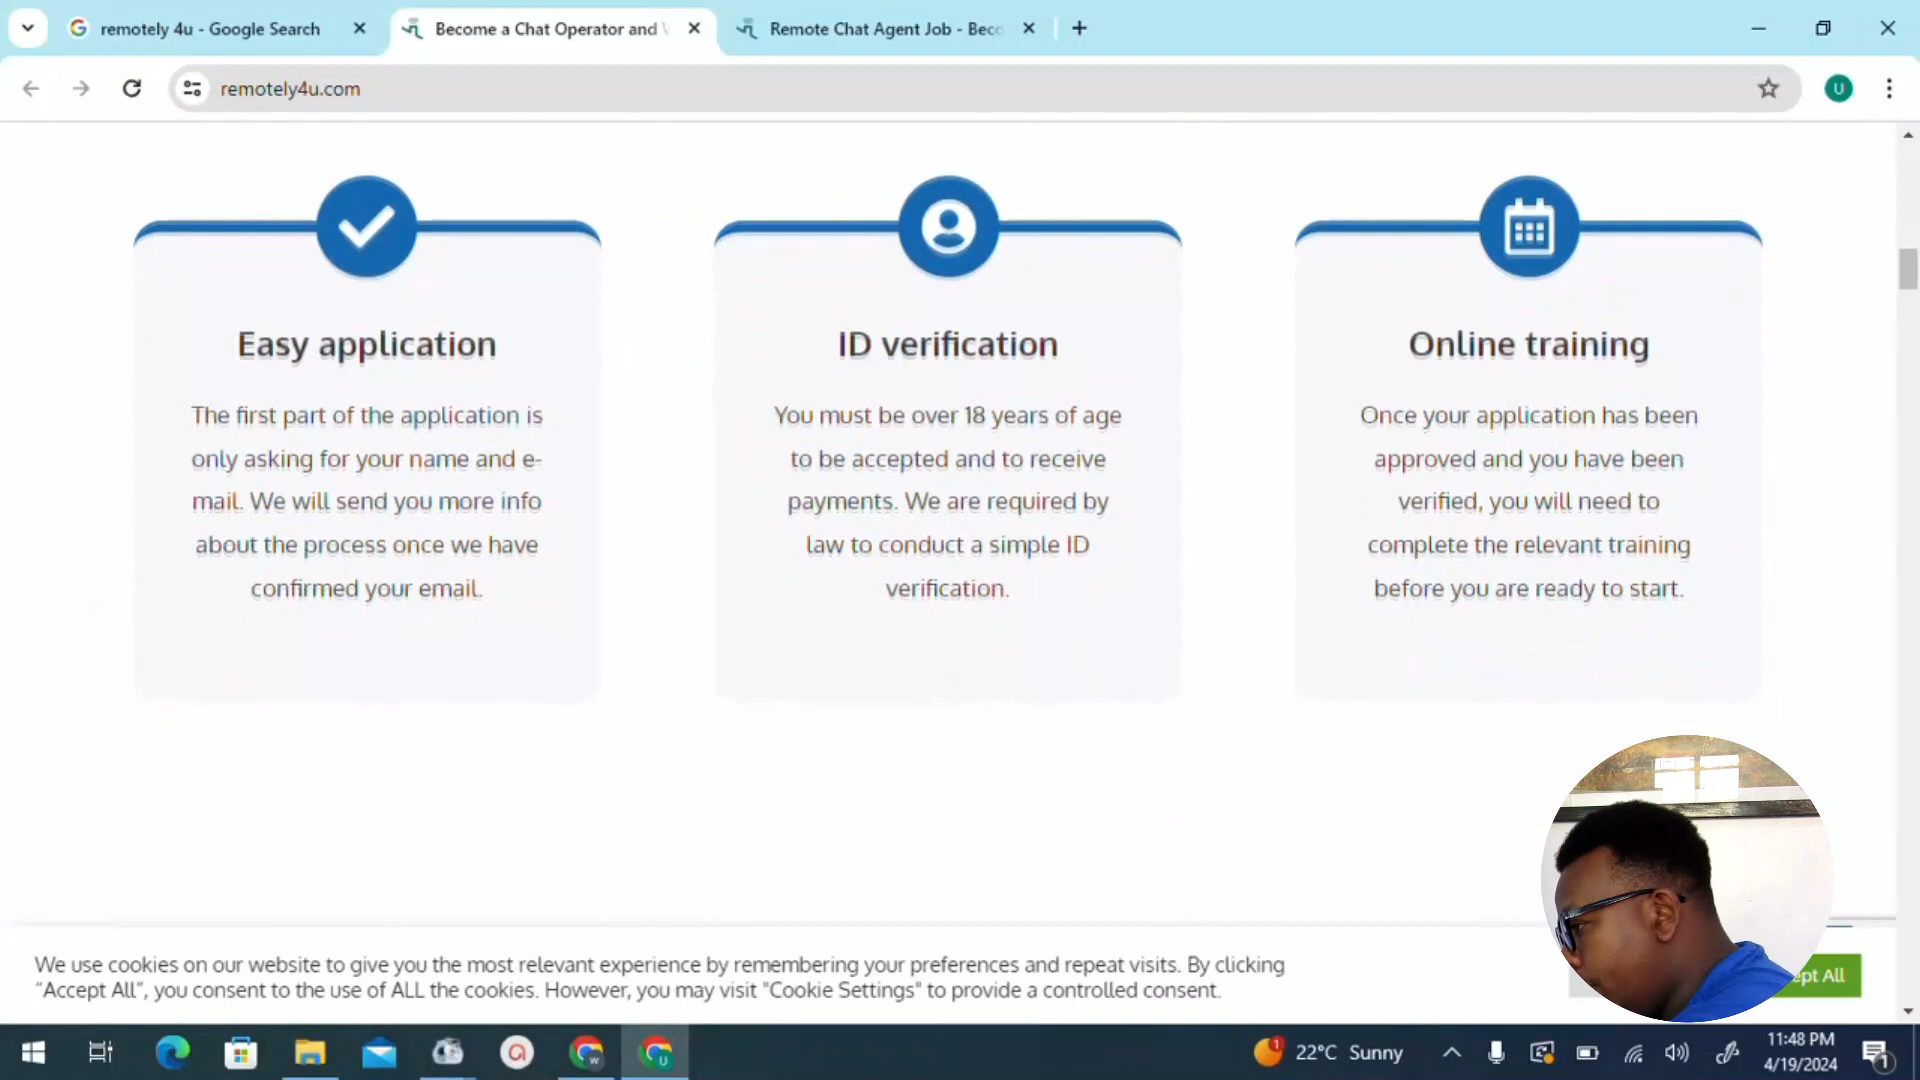 remotely 4u - Google Search
Become a Chat Operator and
Remote Chat Agent Job - Beco
remotely4u.com
U
Easy application
The first part of the application is
only asking for your name and e-
mail. We will send you more info
about the process once we have
confirmed your email.
ID verification
You must be over 18 years of age
to be accepted and to receive
payments. We are required by
law to conduct a simple ID
verification.
Online training
Once your application has been
approved and you have been
verified, you will need to
complete the relevant training
before you are ready to start.
We use cookies on our website to give you the most relevant experience by remembering your preferences and repeat visits. By clicking
“Accept All”, you consent to the use of ALL the cookies. However, you may visit "Cookie Settings" to provide a controlled consent.
ept All
1
22°C Sunny
11:48 PM
4/19/2024
1